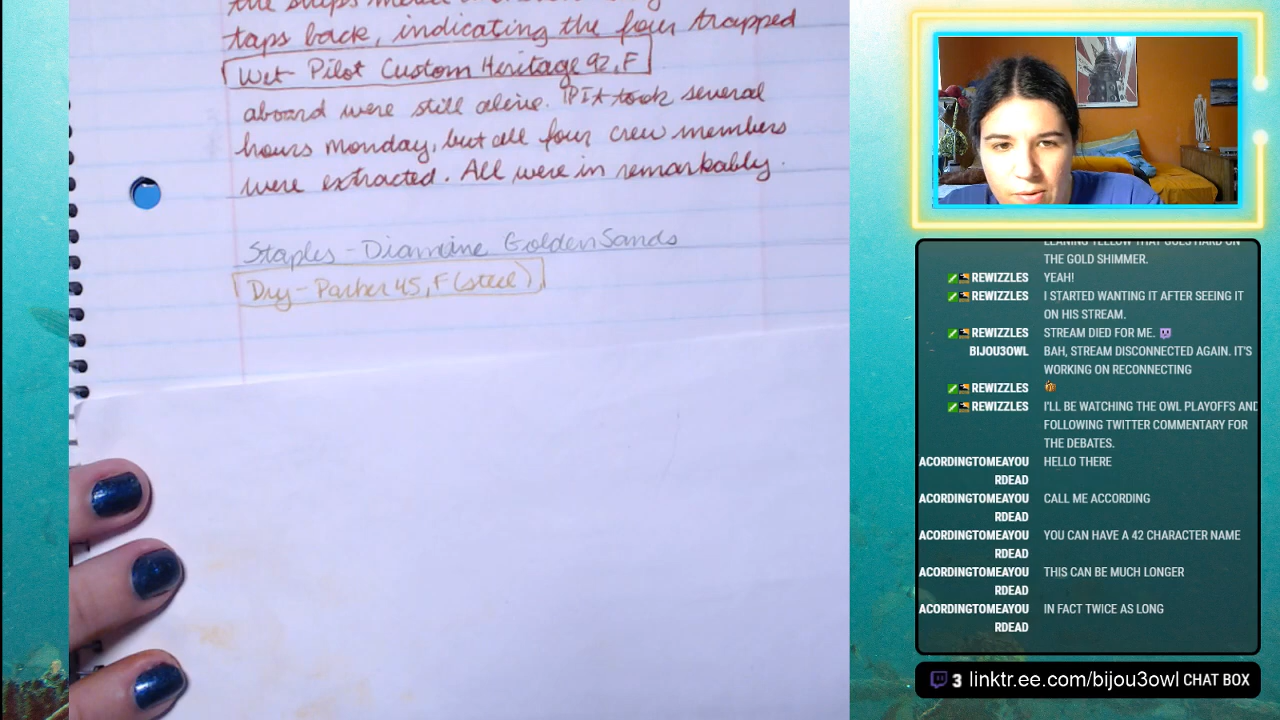 taps back, indicating the four trapped
Wet- Pilot Custom Heritage 92, F
aboard were still alive. It took several
hours Monday, but all four crew members
were extracted. All were in remarkably
Staples - Diamine Golden Sands
Dry - Parker 45, F (steel)
LEANING YELLOW THAT GOES HARD ON
THE GOLD SHIMMER.
REWIZZLES YEAH!
REWIZZLES I STARTED WANTING IT AFTER SEEING IT
ON HIS STREAM.
REWIZZLES STREAM DIED FOR ME.
BIJOU3OWL BAH, STREAM DISCONNECTED AGAIN. IT'S
WORKING ON RECONNECTING
REWIZZLES
REWIZZLES I'LL BE WATCHING THE OWL PLAYOFFS AND
FOLLOWING TWITTER COMMENTARY FOR
THE DEBATES.
ACORDINGTOMEAYOU HELLO THERE
RDEAD
ACORDINGTOMEAYOU CALL ME ACCORDING
RDEAD
ACORDINGTOMEAYOU YOU CAN HAVE A 42 CHARACTER NAME
RDEAD
ACORDINGTOMEAYOU THIS CAN BE MUCH LONGER
RDEAD
ACORDINGTOMEAYOU IN FACT TWICE AS LONG
RDEAD
3 linktr.ee.com/bijou3owl CHAT BOX